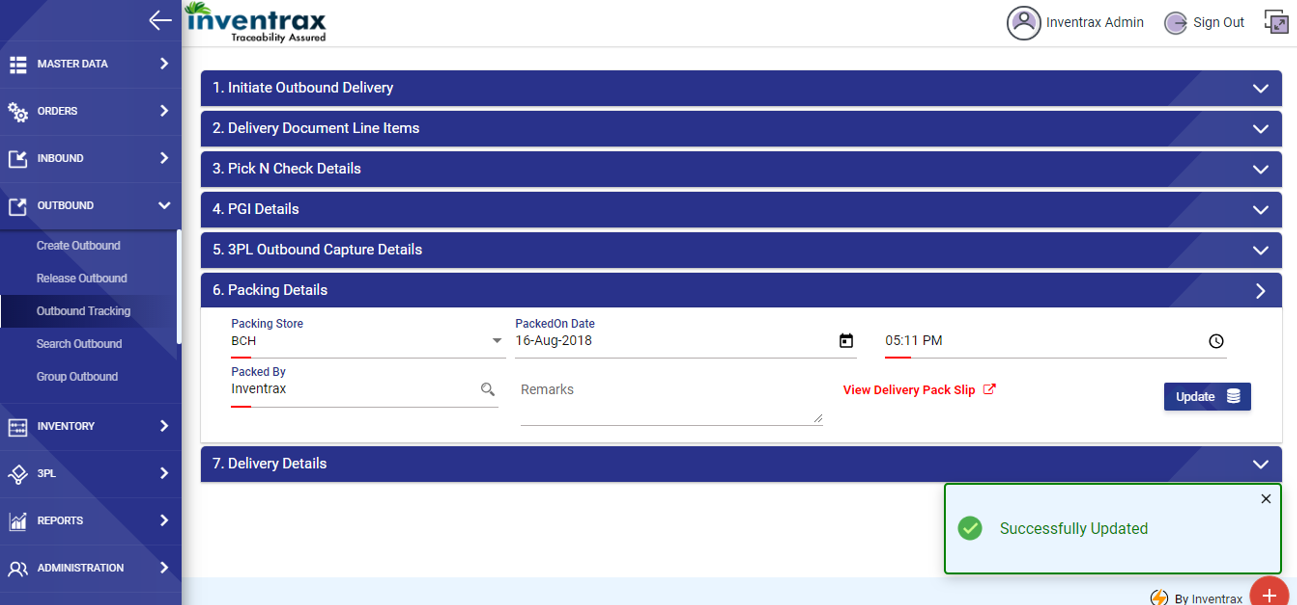 inventrax
Traceability Assured
Inventrax Admin
Sign Out
MASTER DATA
ORDERS
INBOUND
OUTBOUND
Create Outbound
Release Outbound
Outbound Tracking
Search Outbound
Group Outbound
INVENTORY
3PL
REPORTS
ADMINISTRATION
1. Initiate Outbound Delivery
2. Delivery Document Line Items
3. Pick N Check Details
4. PGI Details
5. 3PL Outbound Capture Details
6. Packing Details
Packing Store
BCH
PackedOn Date
16-Aug-2018
05:11 PM
Packed By
Inventrax
Remarks
View Delivery Pack Slip
Update
7. Delivery Details
Successfully Updated
By Inventrax